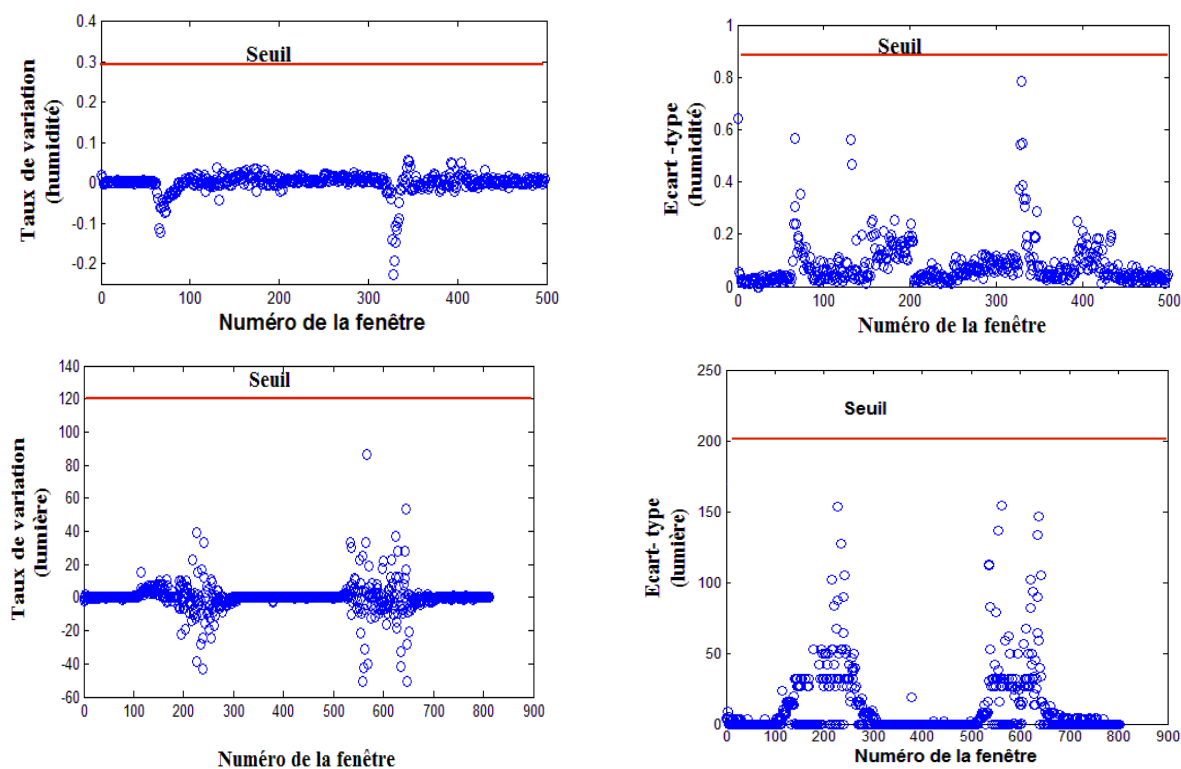 0.4
0.3
0.2
0.1
0
-0.1
-0.2
Taux de variation
(humidité)
Seuil
0 100 200 300 400 500
Numéro de la fenêtre
1
0.8
0.6
0.4
0.2
0
Ecart -type
(humidité)
Seuil
0 100 200 300 400 500
Numéro de la fenêtre
140
120
100
80
60
40
20
0
-20
-40
-60
Taux de variation
(lumière)
Seuil
0 100 200 300 400 500 600 700 800 900
Numéro de la fenêtre
250
200
150
100
50
0
Ecart- type
(lumière)
Seuil
0 100 200 300 400 500 600 700 800 900
Numéro de la fenêtre